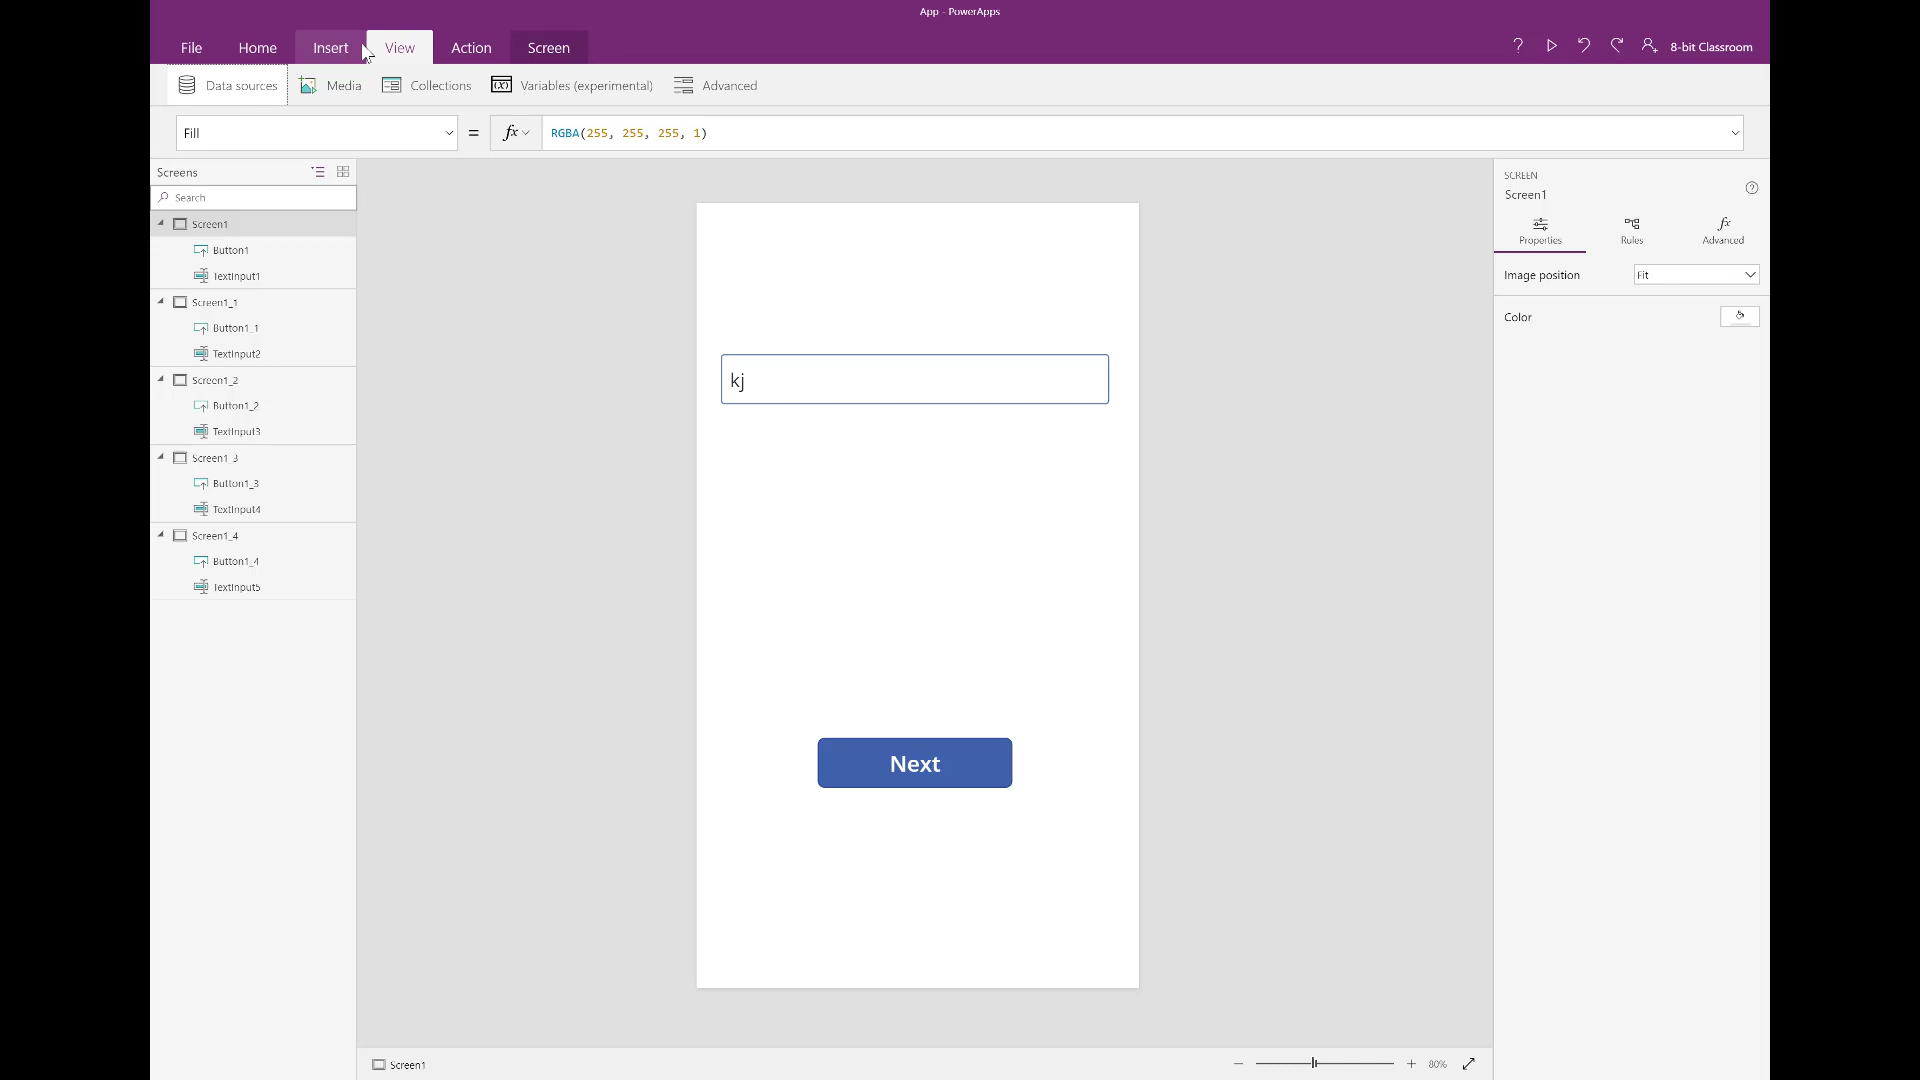 App - PowerApps
File Home Insert View Action Screen
8-bit Classroom
Data sources Media Collections Variables (experimental) Advanced
Fill = fx RGBA(255, 255, 255, 1)
Screens
Search
Screen1
Button1
TextInput1
Screen1_1
Button1_1
TextInput2
Screen1_2
Button1_2
TextInput3
Screen1_3
Button1_3
TextInput4
Screen1_4
Button1_4
TextInput5
kj
Next
SCREEN
Screen1
Properties Rules Advanced
Image position Fit
Color
Screen1
80%